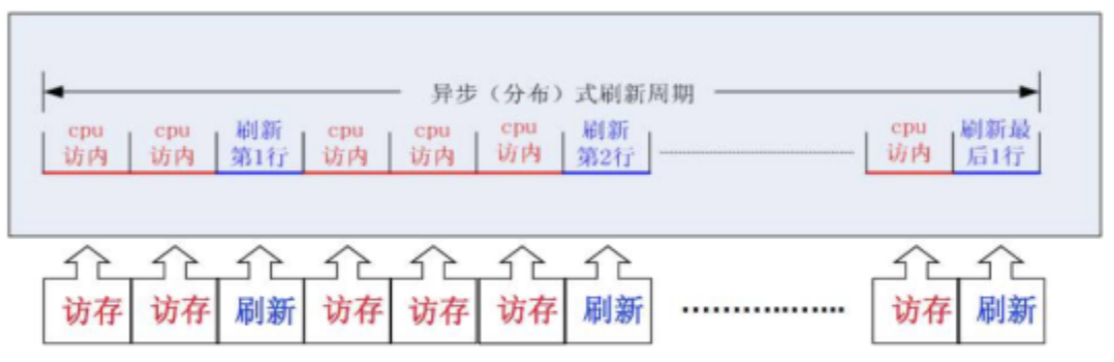 异步（分布）式刷新周期
cpu 访内 cpu 访内 刷新 第1行 cpu 访内 cpu 访内 cpu 访内 刷新 第2行 cpu 访内 刷新最 后1行
访存 访存 刷新 访存 访存 访存 刷新 ................ 访存 刷新